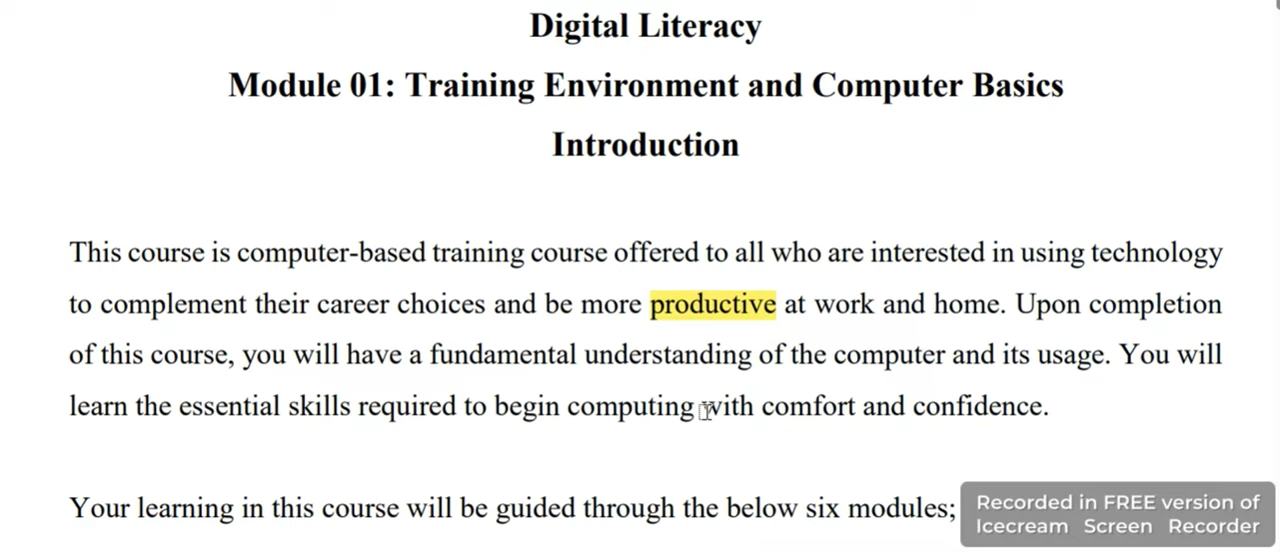 Digital Literacy
Module 01: Training Environment and Computer Basics
Introduction
This course is computer-based training course offered to all who are interested in using technology
to complement their career choices and be more productive at work and home. Upon completion
of this course, you will have a fundamental understanding of the computer and its usage. You will
learn the essential skills required to begin computing with comfort and confidence.
Your learning in this course will be guided through the below six modules;
Recorded in FREE version of
Icecream Screen Recorder